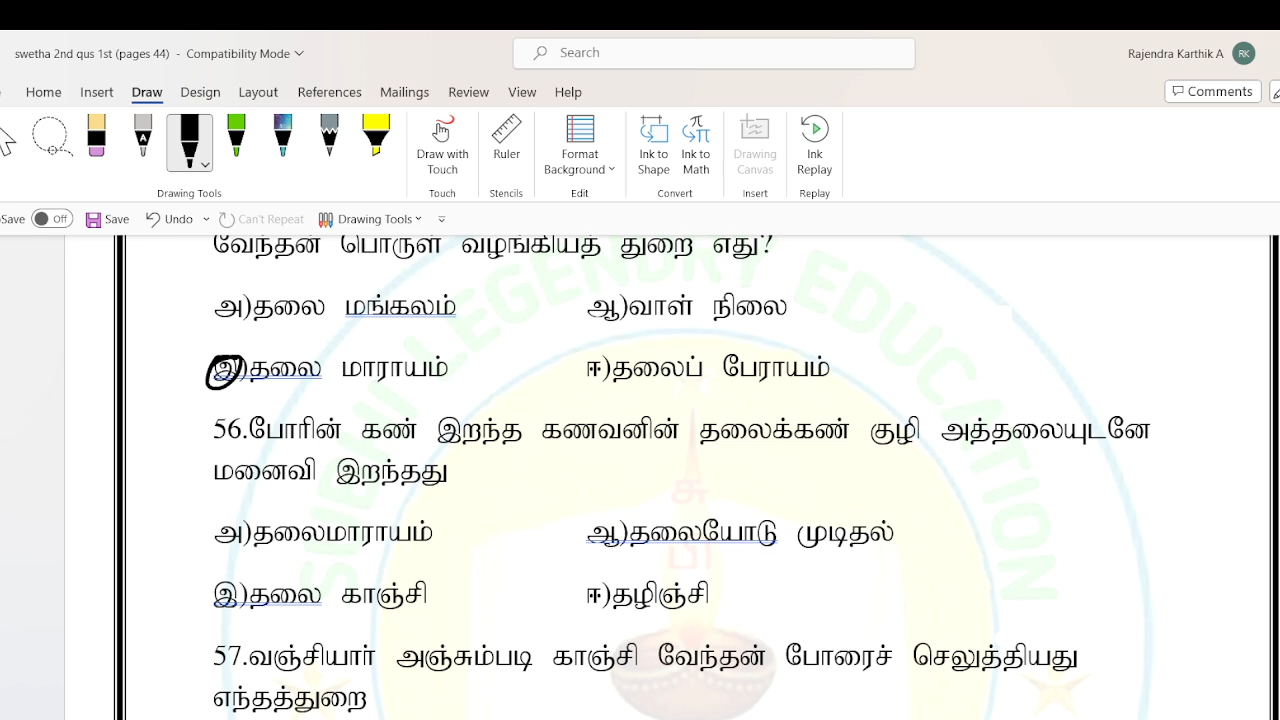 swetha 2nd qus 1st (pages 44) - Compatibility Mode
Search
Rajendra Karthik A RK
Home Insert Draw Design Layout References Mailings Review View Help
Comments
Draw with Touch
Ruler
Format Background
Ink to Shape
Ink to Math
Drawing Canvas
Ink Replay
Drawing Tools
Touch
Stencils
Edit
Convert
Insert
Replay
Save Off Save Undo Can't Repeat Drawing Tools
வேந்தன் பொருள் வழங்கியத் துறை எது?
அ)தலை மங்கலம் ஆ)வாள் நிலை
இ)தலை மாராயம் ஈ)தலைப் பேராயம்
56.போரின் கண் இறந்த கணவனின் தலைக்கண் குழி அத்தலையுடனே
மனைவி இறந்தது
அ)தலைமாராயம் ஆ)தலையோடு முடிதல்
இ)தலை காஞ்சி ஈ)தழிஞ்சி
57.வஞ்சியார் அஞ்சும்படி காஞ்சி வேந்தன் போரைச் செலுத்தியது
எந்தத்துறை
LEGENDRY EDUCATION
சு
பி